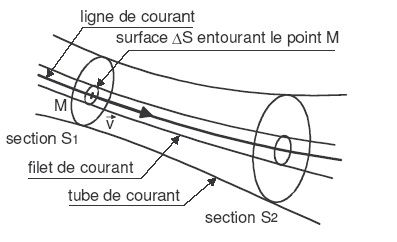 ligne de courant
surface ΔS entourant le point M
M
v⃗
section S1
filet de courant
tube de courant
section S2